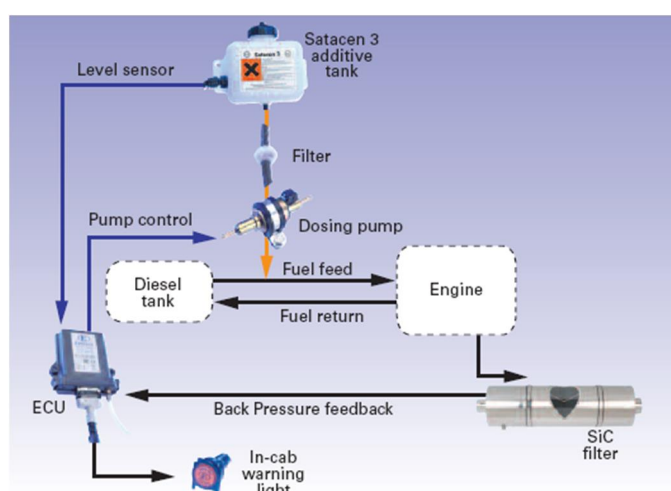 Satacen 3
additive
tank
Level sensor
Filter
Pump control
Dosing pump
Fuel feed
Diesel
tank
Engine
Fuel return
ECU
Back Pressure feedback
SiC
filter
In-cab
warning
light